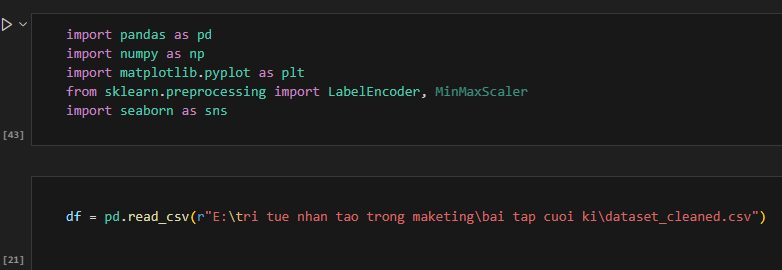 import pandas as pd
import numpy as np
import matplotlib.pyplot as plt
from sklearn.preprocessing import LabelEncoder, MinMaxScaler
import seaborn as sns
[43]
df = pd.read_csv(r"E:\tri tue nhan tao trong maketing\bai tap cuoi ki\dataset_cleaned.csv")
[21]